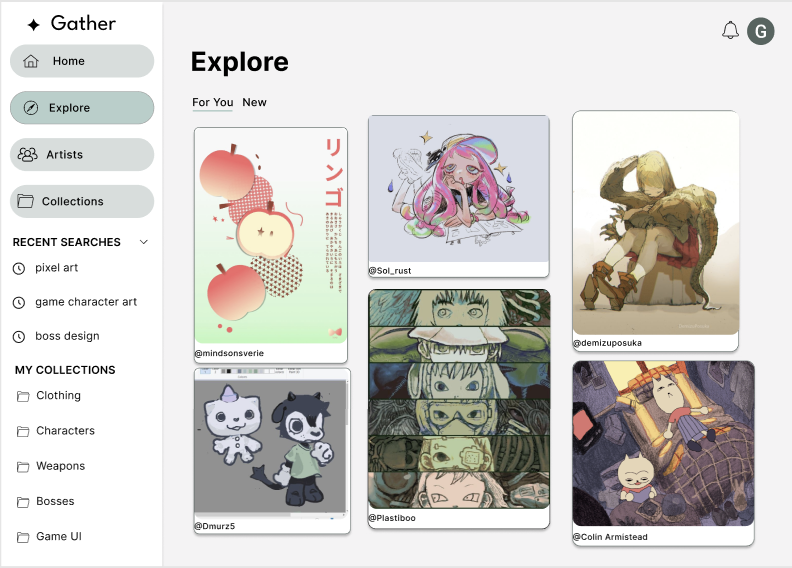 Gather
Home
Explore
Artists
Collections
RECENT SEARCHES
pixel art
game character art
boss design
MY COLLECTIONS
Clothing
Characters
Weapons
Bosses
Game UI
G
Explore
For You
New
リンゴ
@mindsonsverie
@Dmurz5
@Sol_rust
@Plastiboo
@demizuposuka
@Colin Armistead